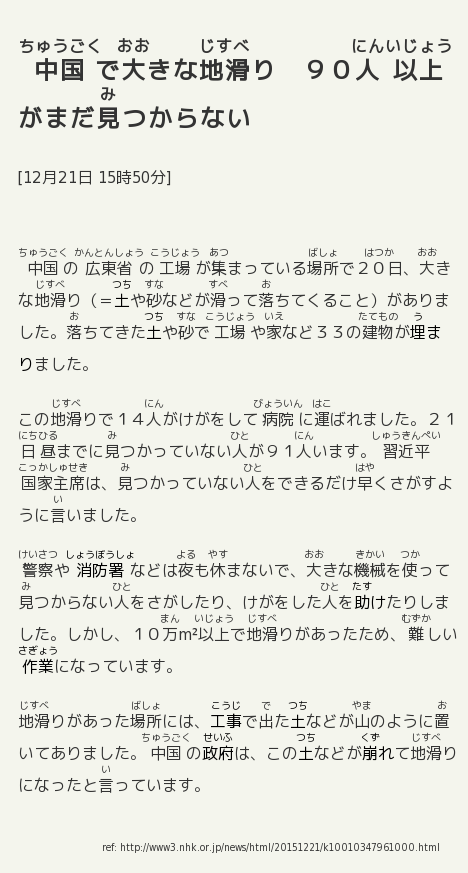 ちゅうごく おお じすべ にんいじょう
中国 で大きな地滑り ９０人 以上
み
がまだ見つからない
[12月21日 15時50分]
ちゅうごく かんとんしょう こうじょう あつ ばしょ はつか おお
中国 の 広東省 の 工場 が集まっている場所で２０日、大き
じすべ つち すな すべ お
な地滑り（＝土や砂などが滑って落ちてくること）がありま
お つち すな こうじょう いえ たてもの う
した。落ちてきた土や砂で 工場 や家など３３の建物が埋ま
りました。
じすべ にん びょういん はこ
この地滑りで１４人がけがをして 病院 に運ばれました。２１
にちひる み ひと にん しゅうきんぺい
日 昼までに見つかっていない人が９１人います。 習近平
こっかしゅせき み ひと はや
国家主席は、見つかっていない人をできるだけ早くさがすよ
い
うに言いました。
けいさつ しょうぼうしょ よる やす おお きかい つか
警察や 消防署 などは夜も休まないで、大きな機械を使って
み ひと ひと たす
見つからない人をさがしたり、けがをした人を助けたりしま
まん いじょう じすべ むずか
した。しかし、１０万m²以上で地滑りがあったため、難しい
さぎょう
作業になっています。
じすべ ばしょ こうじ で つち やま お
地滑りがあった場所には、工事で出た土などが山のように置
ちゅうごく せいふ つち くず じすべ
いてありました。 中国 の政府は、この土などが崩れて地滑り
い
になったと言っています。
ref: http://www3.nhk.or.jp/news/html/20151221/k10010347961000.html